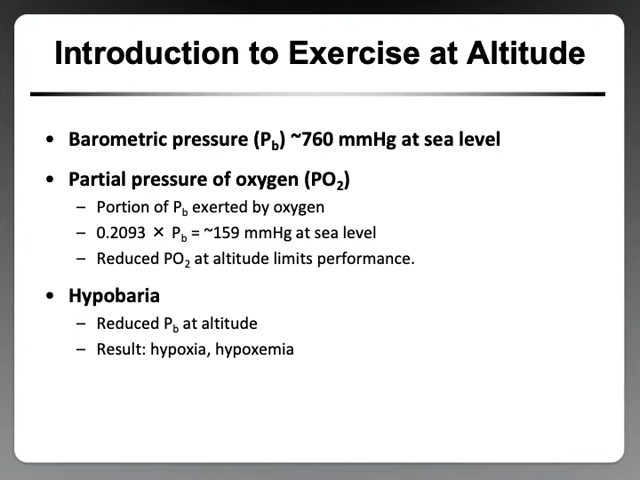 Introduction to Exercise at Altitude
• Barometric pressure (Pb) ~760 mmHg at sea level
• Partial pressure of oxygen (PO2)
– Portion of Pb exerted by oxygen
– 0.2093 × Pb = ~159 mmHg at sea level
– Reduced PO2 at altitude limits performance.
• Hypobaria
– Reduced Pb at altitude
– Result: hypoxia, hypoxemia